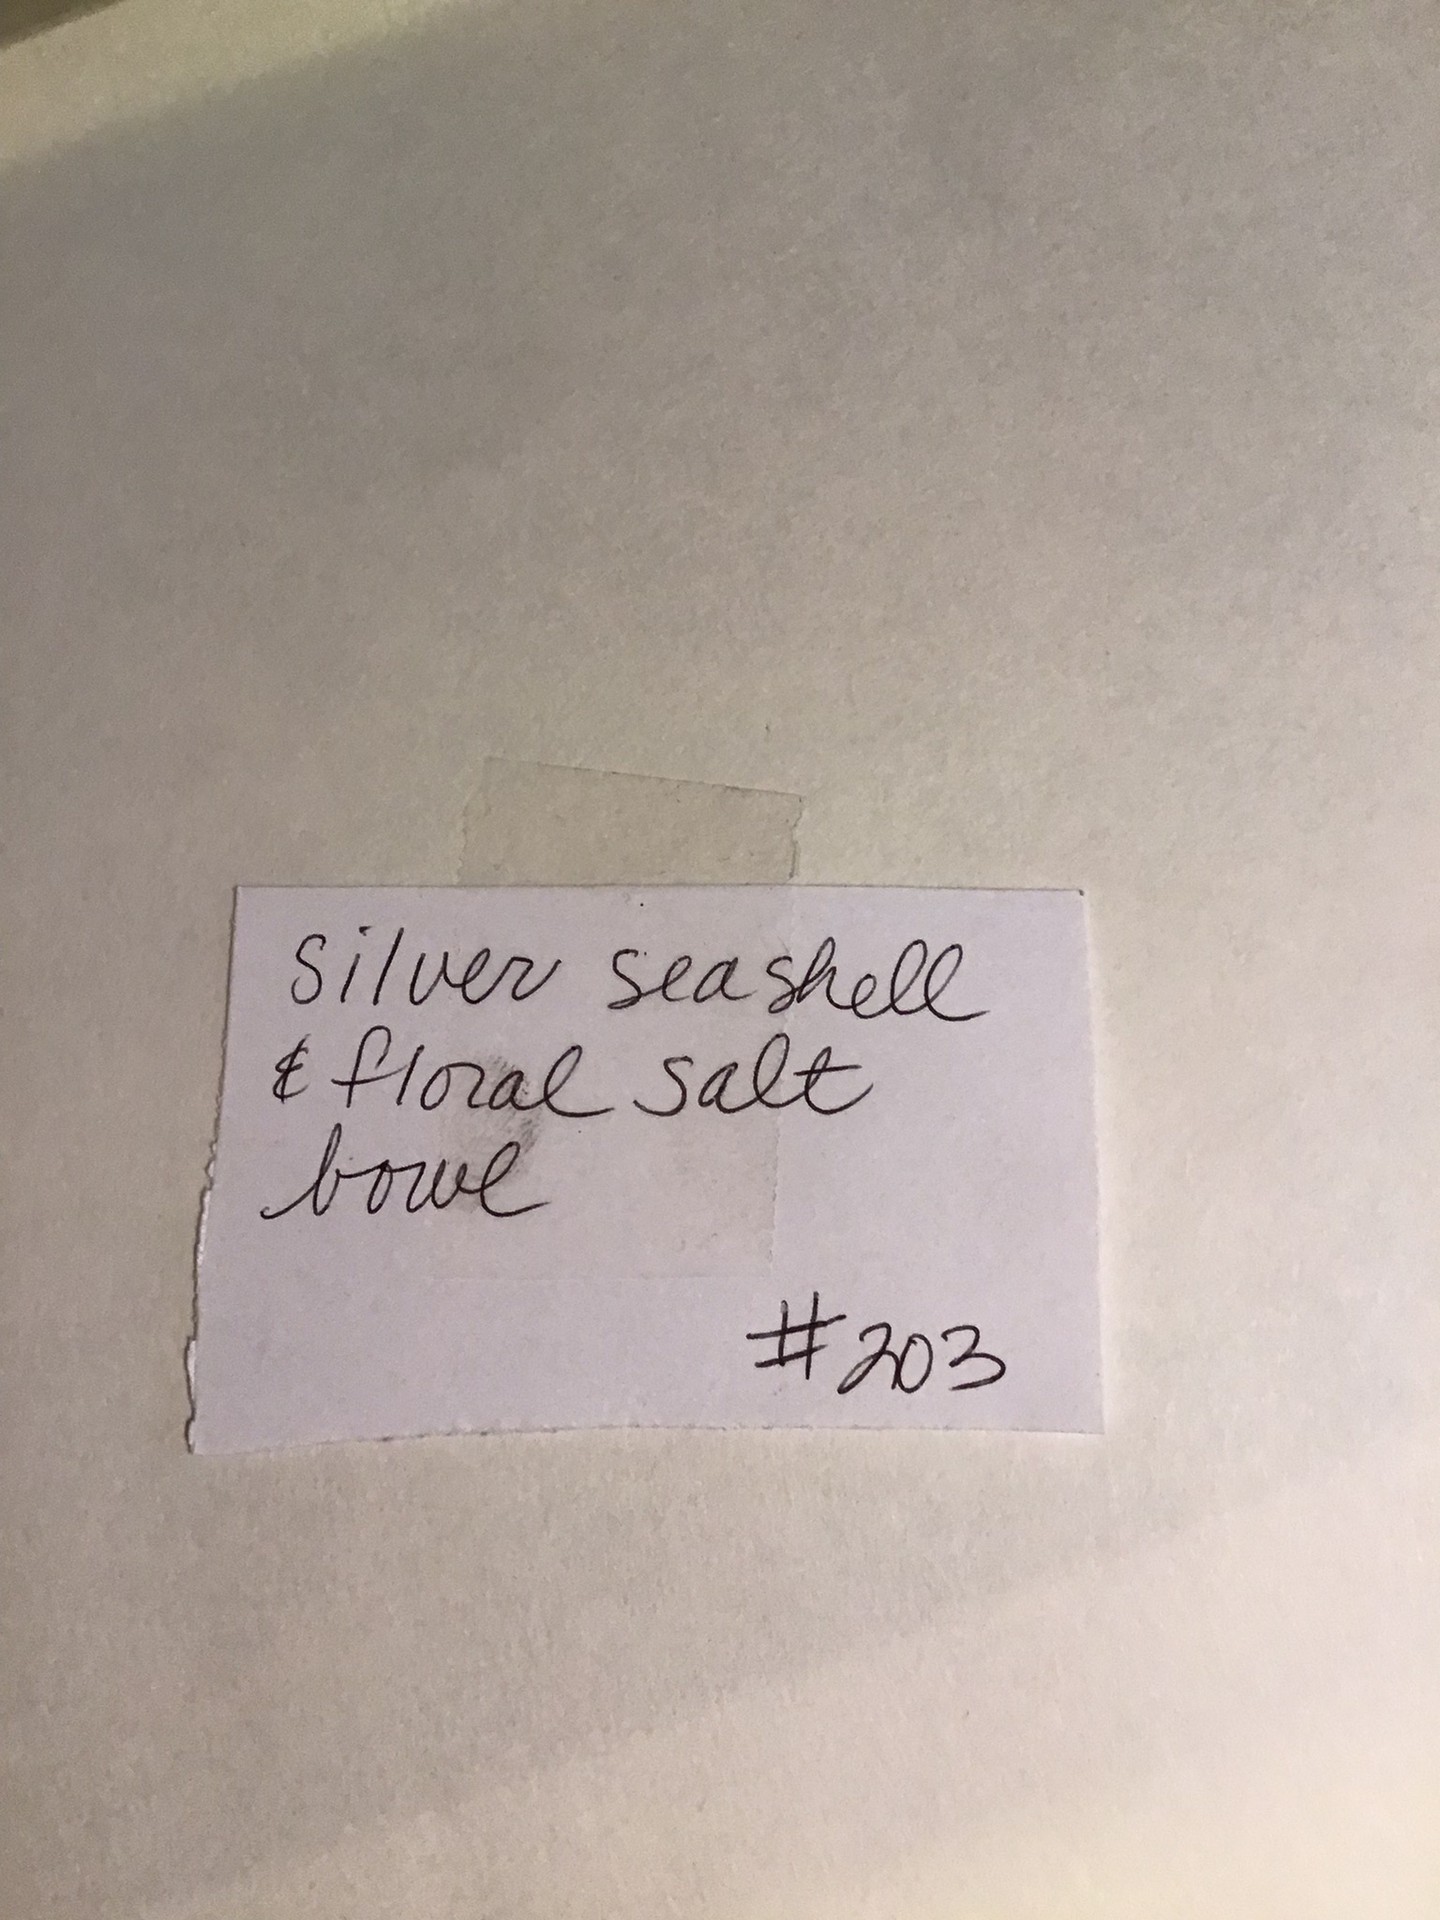 silver seashell
& floral salt
bowl
#203